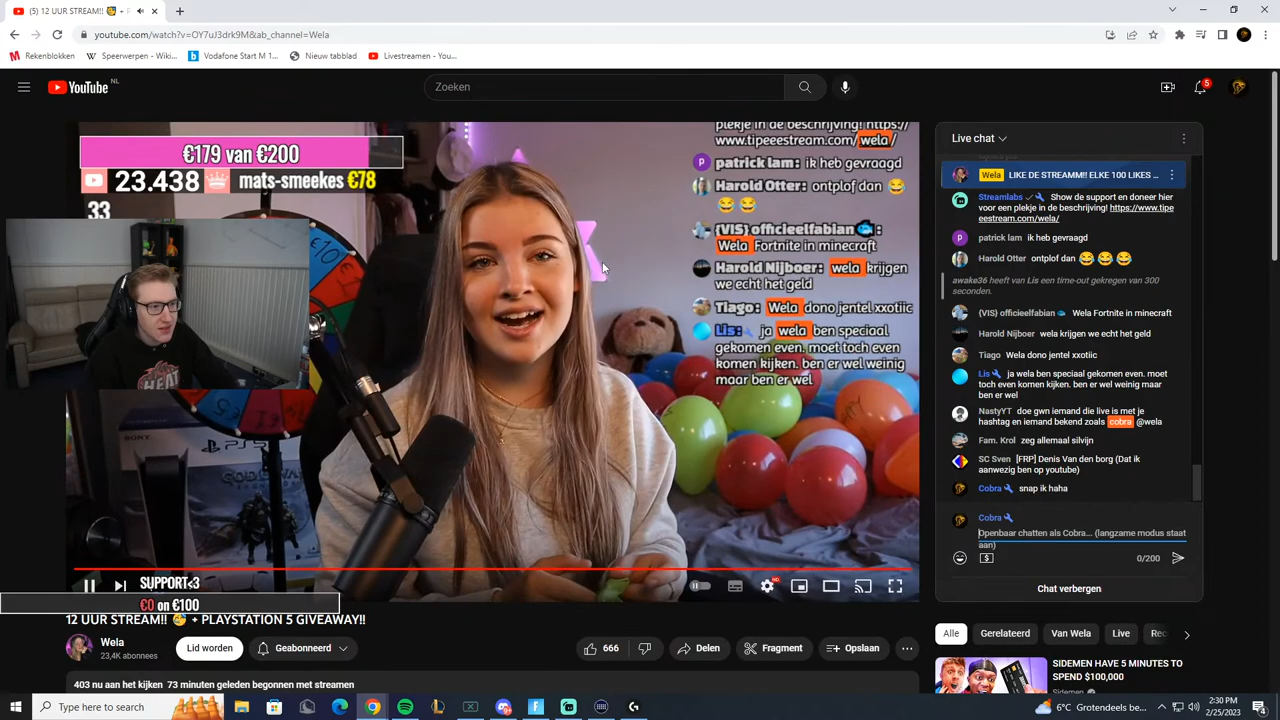 (5) 12 UUR STREAM!! 🥳 + F
youtube.com/watch?v=OY7uJ3drk9M&ab_channel=Wela
Rekenblokken
Speerwerpen - Wiki...
Vodafone Start M 1...
Nieuw tabblad
Livestreamen - You...
YouTube NL
Zoeken
5
€179 van €200
23.438 mats-smeekes €78
33
plekje in de beschrijving! https://
www.tipeeestream.com/wela/
patrick lam: ik heb gevraagd
Harold Otter: ontplof dan 😂
😂 😂
{VIS} officieelfabian🐟:
Wela Fortnite in minecraft
Harold Nijboer: wela krijgen
we echt het geld
Tiago: Wela dono jentel xxotiic
Lis: ja wela ben speciaal
gekomen even. moet toch even
komen kijken. ben er wel weinig
maar ben er wel
SONY
PS5
HEAT
SUPPORT<3
€0 on €100
Live chat
Wela LIKE DE STREAMM!! ELKE 100 LIKES ...
Streamlabs Show da support en doneer hier
voor een plekje in de beschrijving! https://www.tipe
eestream.com/wela/
patrick lam ik heb gevraagd
Harold Otter ontplof dan 😂 😂 😂
awake36 heeft van Lis een time-out gekregen van 300
seconden.
{VIS} officieelfabian 🐟 Wela Fortnite in minecraft
Harold Nijboer wela krijgen we echt het geld
Tiago Wela dono jentel xxotiic
Lis ja wela ben speciaal gekomen even. moet
toch even komen kijken. ben er wel weinig maar
ben er wel
NastyYT doe gwn iemand die live is met je
hashtag en iemand bekend zoals cobra @wela
Fam. Krol zeg allemaal silvijn
SC Sven [FRP] Denis Van den borg (Dat ik
aanwezig ben op youtube)
Cobra snap ik haha
Cobra
Openbaar chatten als Cobra... (langzame modus staat
aan)
0/200
Chat verbergen
12 UUR STREAM!! 🥳 + PLAYSTATION 5 GIVEAWAY!!
Wela
23,4K abonnees
Lid worden
Geabonneerd
666
Delen
Fragment
Opslaan
403 nu aan het kijken 73 minuten geleden begonnen met streamen
Alle
Gerelateerd
Van Wela
Live
Rec
SIDEMEN HAVE 5 MINUTES TO
SPEND $100,000
Sidemen
Type here to search
6°C Grotendeels be...
2:30 PM
2/25/2023
4